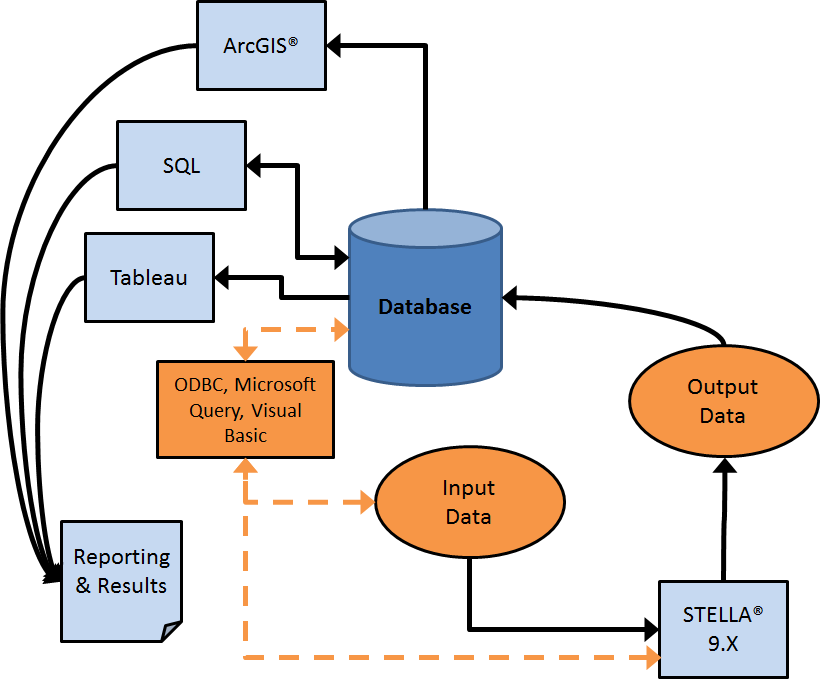 ArcGIS®
SQL
Tableau
Database
ODBC, Microsoft
Query, Visual
Basic
Output
Data
Input
Data
Reporting
& Results
STELLA®
9.X